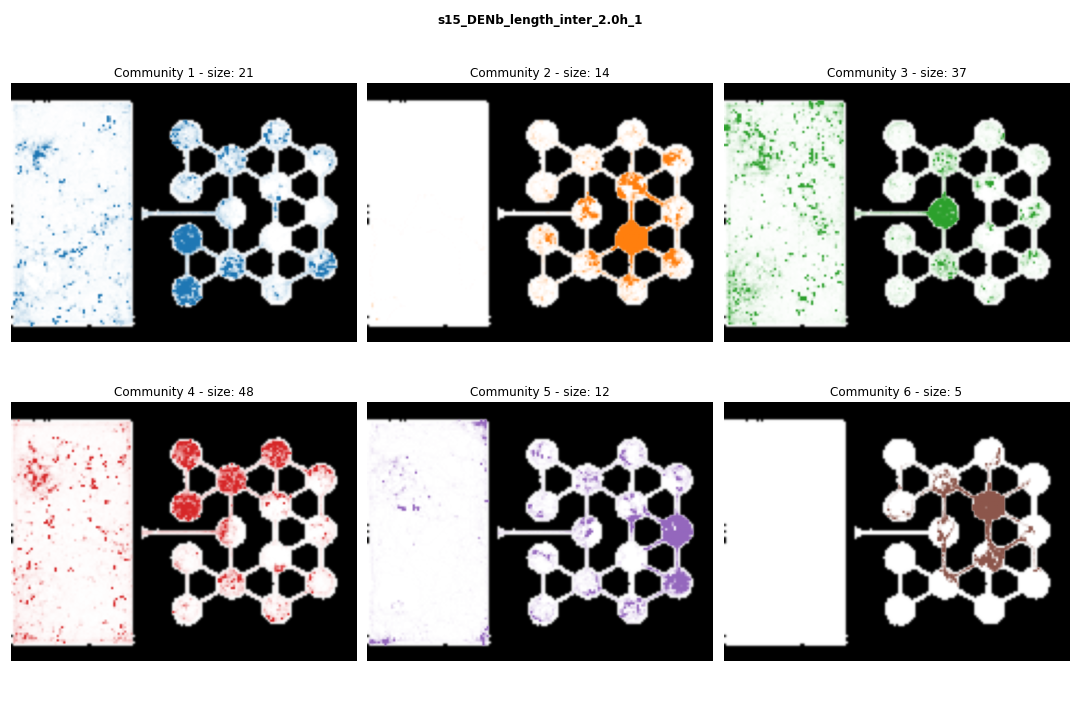 s15_DENb_length_inter_2.0h_1
Community 1 - size: 21
Community 2 - size: 14
Community 3 - size: 37
Community 4 - size: 48
Community 5 - size: 12
Community 6 - size: 5